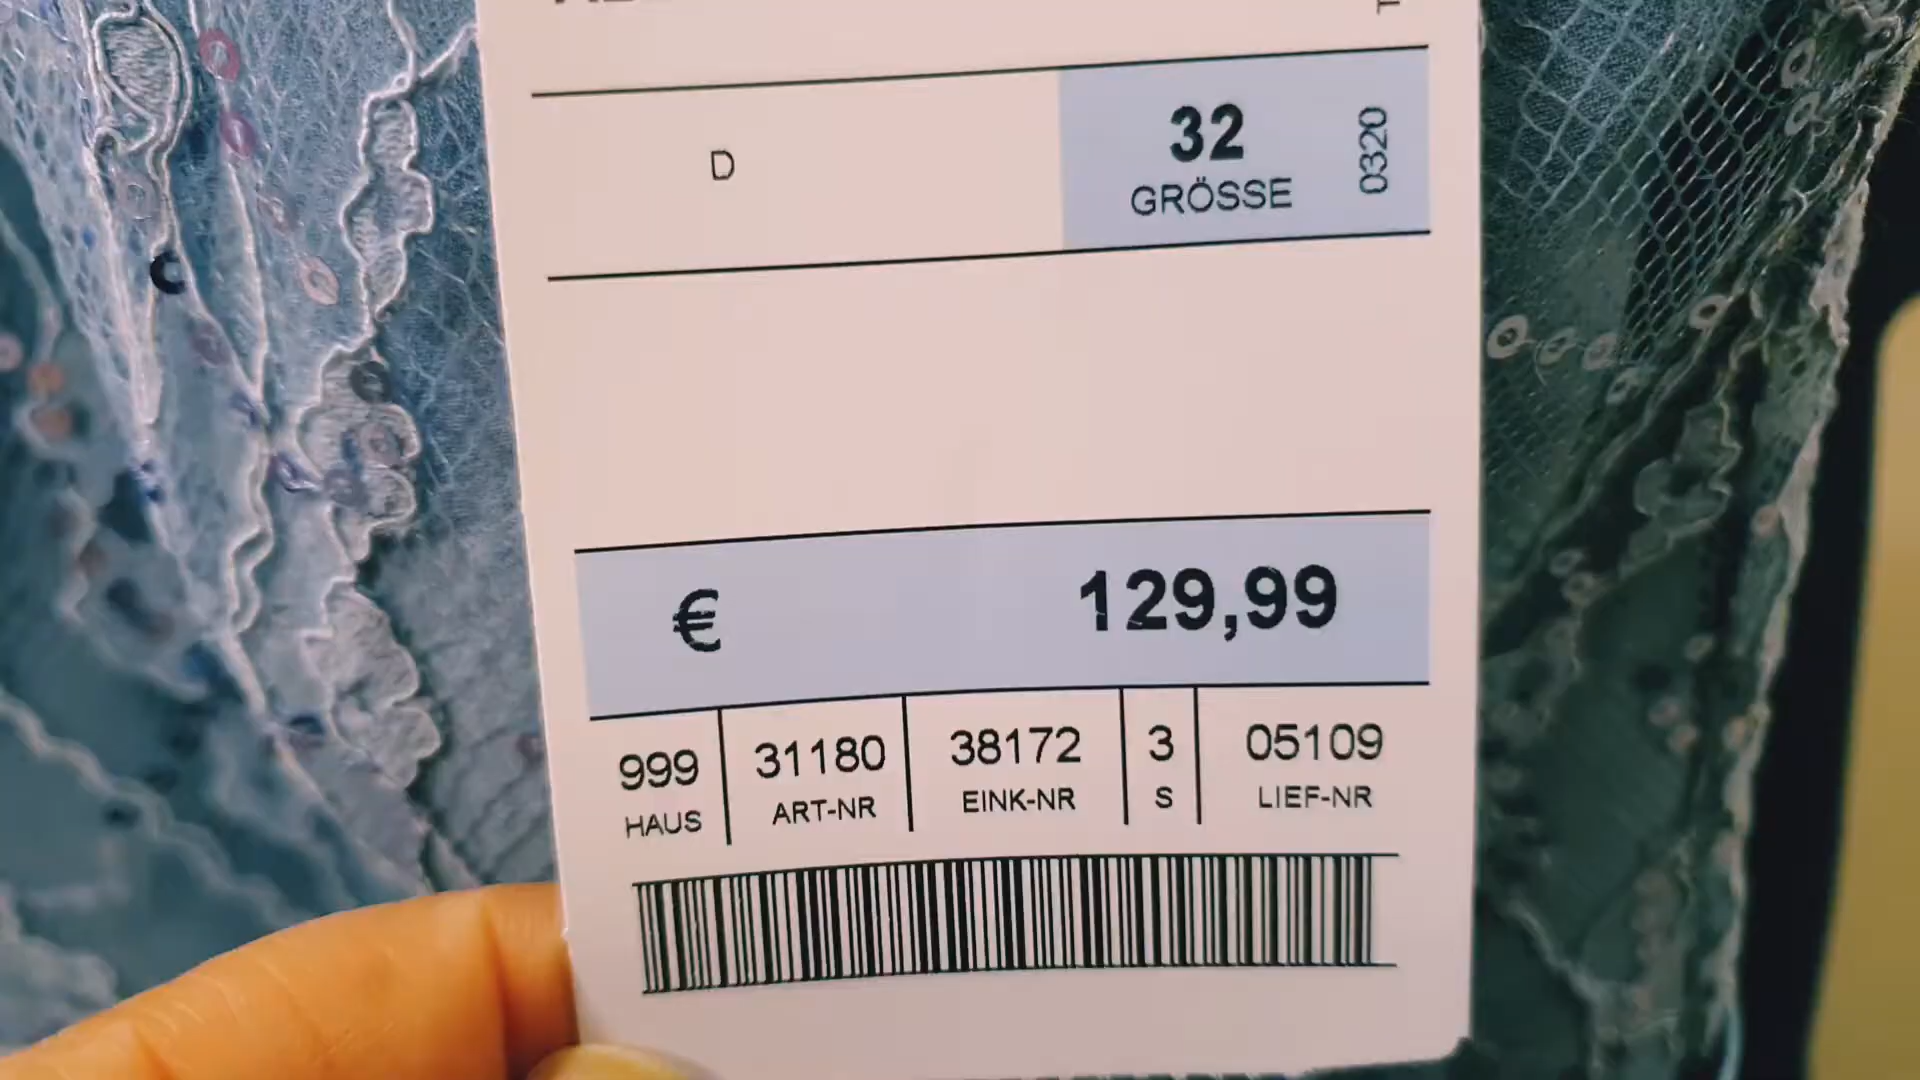 D
32
GRÖSSE
0320
€ 129,99
999 31180 38172 3 05109
HAUS ART-NR EINK-NR S LIEF-NR